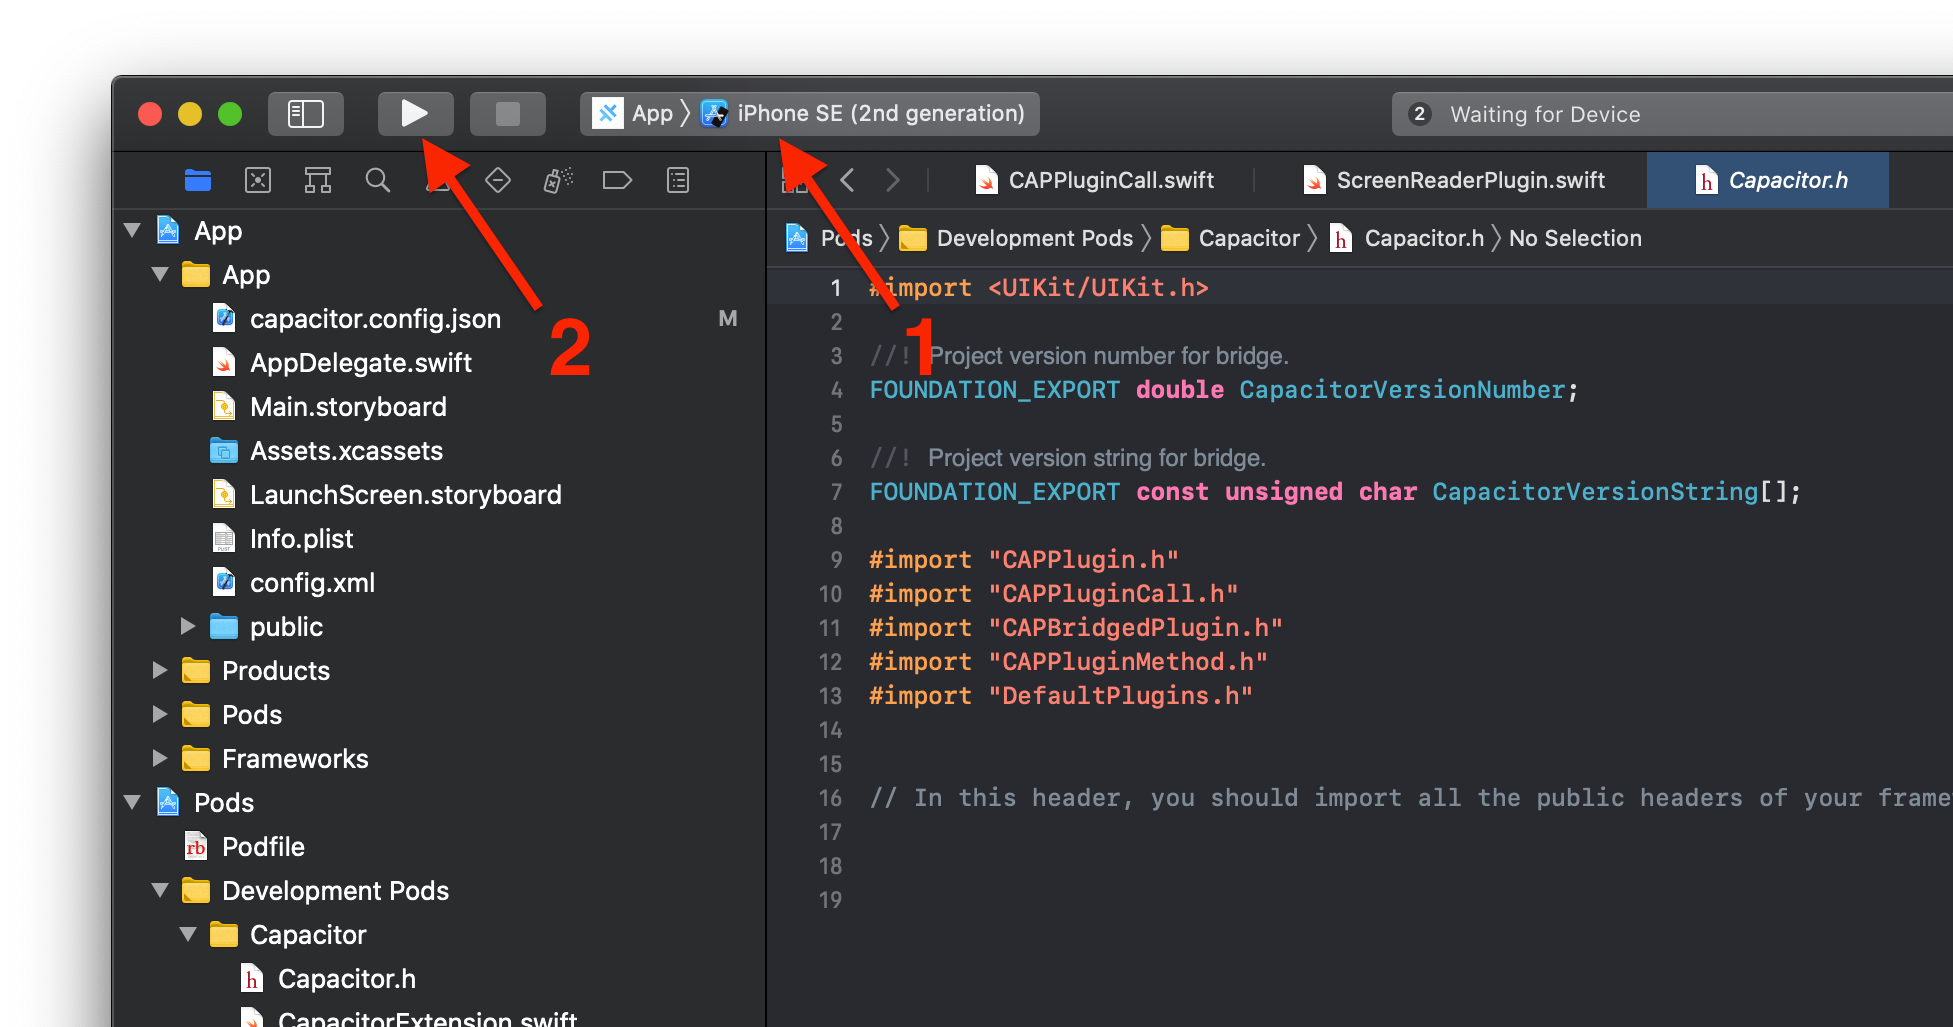 App 〉 iPhone SE (2nd generation)
2 Waiting for Device
CAPPluginCall.swift
ScreenReaderPlugin.swift
h Capacitor.h
Pods 〉 Development Pods 〉 Capacitor 〉 h Capacitor.h 〉 No Selection
App
App
capacitor.config.json M
AppDelegate.swift
Main.storyboard
Assets.xcassets
LaunchScreen.storyboard
PLIST Info.plist
config.xml
public
Products
Pods
Frameworks
Pods
rb Podfile
Development Pods
Capacitor
h Capacitor.h
CapacitorExtension.swift
2
1
1 #import <UIKit/UIKit.h>
2
3 //! Project version number for bridge.
4 FOUNDATION_EXPORT double CapacitorVersionNumber;
5
6 //! Project version string for bridge.
7 FOUNDATION_EXPORT const unsigned char CapacitorVersionString[];
8
9 #import "CAPPlugin.h"
10 #import "CAPPluginCall.h"
11 #import "CAPBridgedPlugin.h"
12 #import "CAPPluginMethod.h"
13 #import "DefaultPlugins.h"
14
15
16 // In this header, you should import all the public headers of your frame
17
18
19